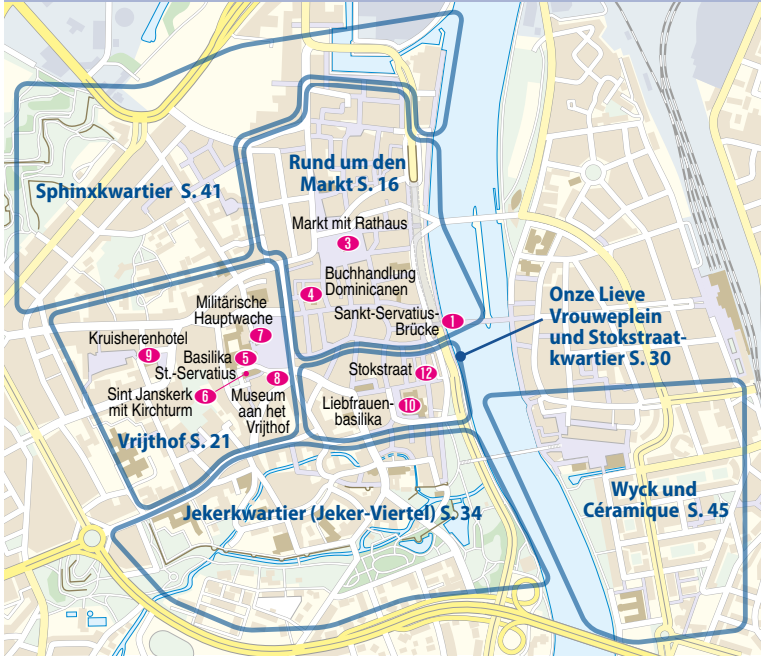 Rund um den
Markt S. 16
Sphinxkwartier S. 41
Markt mit Rathaus
3
Buchhandlung
Dominicanen
4
Sankt-Servatius-
Brücke
1
Onze Lieve
Vrouweplein
und Stokstraat-
kwartier S. 30
Militärische
Hauptwache
7
Kruisherenhotel
9
Basilika
St.-Servatius
5
Sint Janskerk
mit Kirchturm
6
8
Museum
aan het
Vrijthof
Stokstraat
12
Liebfrauen-
basilika
10
Vrijthof S. 21
Jekerkwartier (Jeker-Viertel) S. 34
Wyck und
Céramique S. 45